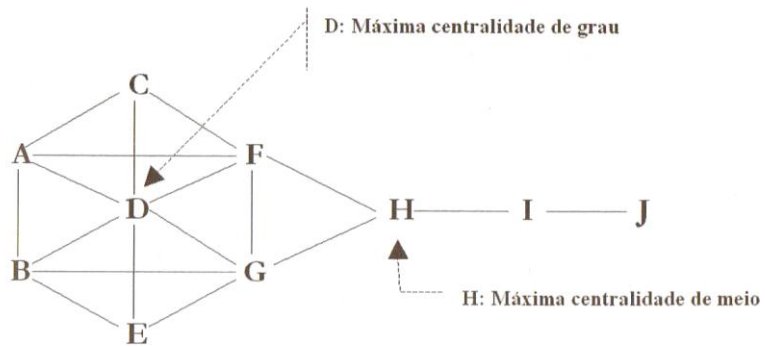 D: Máxima centralidade de grau
C
A
F
D
H
I
J
B
G
H: Máxima centralidade de meio
E